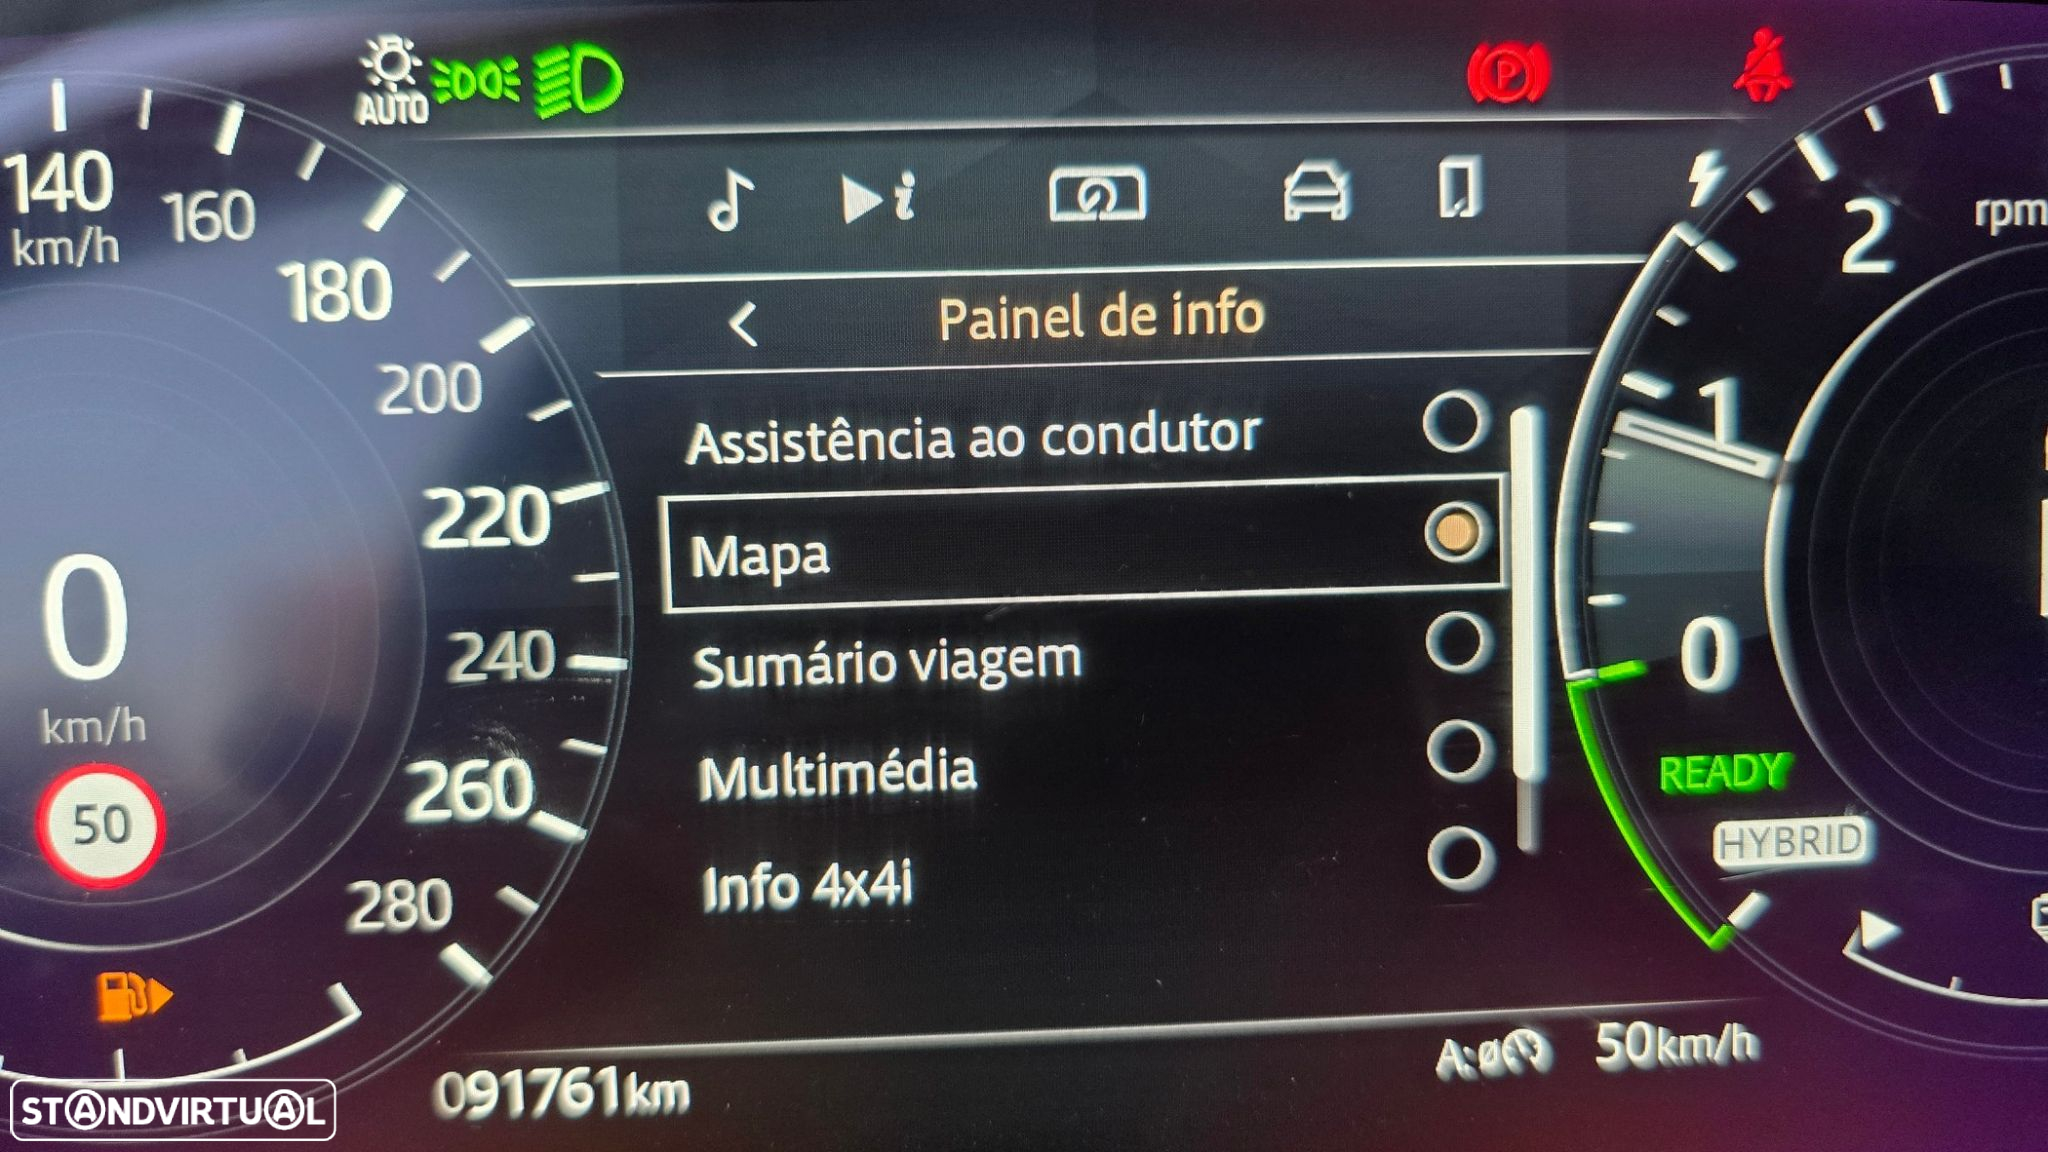 AUTO
P
140
km/h
160
180
200
220
240
260
280
0
km/h
50
i
Painel de info
Assistência ao condutor
Mapa
Sumário viagem
Multimédia
Info 4x4i
2
rpm
1
0
READY
HYBRID
091761km
A:ø
50km/h
STANDVIRTUAL